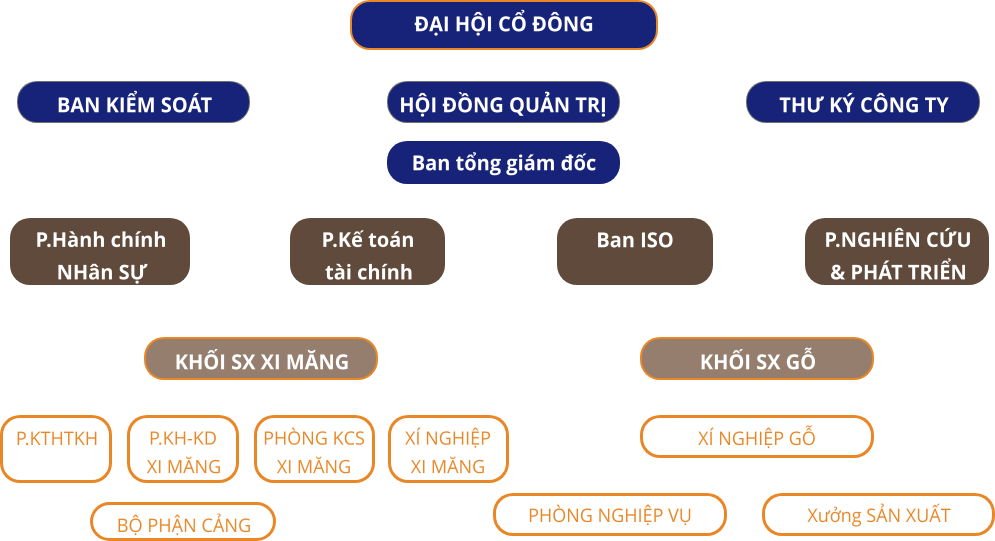 ĐẠI HỘI CỔ ĐÔNG
BAN KIỂM SOÁT
HỘI ĐỒNG QUẢN TRỊ
THƯ KÝ CÔNG TY
Ban tổng giám đốc
P.Hành chính
NHân SỰ
P.Kế toán
tài chính
Ban ISO
P.NGHIÊN CỨU
& PHÁT TRIỂN
KHỐI SX XI MĂNG
KHỐI SX GỖ
P.KTHTKH
P.KH-KD
XI MĂNG
PHÒNG KCS
XI MĂNG
XÍ NGHIỆP
XI MĂNG
XÍ NGHIỆP GỖ
BỘ PHẬN CẢNG
PHÒNG NGHIỆP VỤ
Xưởng SẢN XUẤT